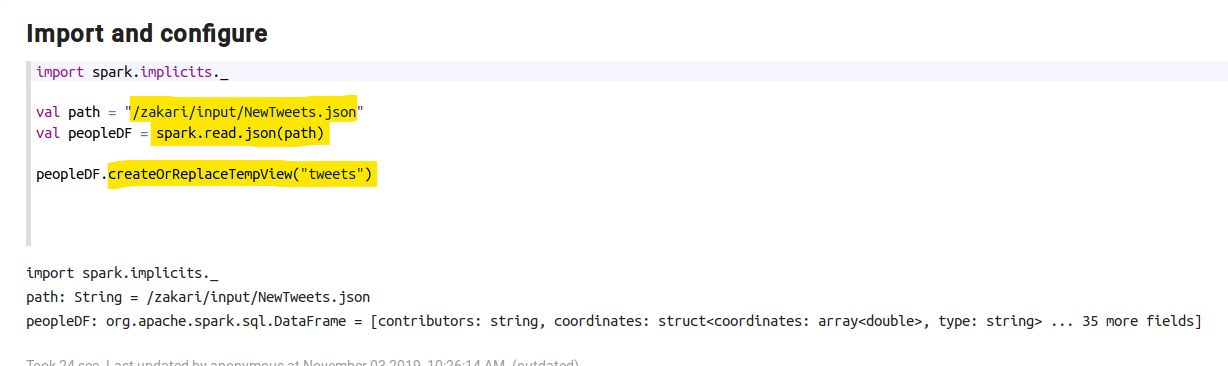 Import and configure
import spark.implicits._
val path = "/zakari/input/NewTweets.json"
val peopleDF = spark.read.json(path)
peopleDF.createOrReplaceTempView("tweets")
import spark.implicits._
path: String = /zakari/input/NewTweets.json
peopleDF: org.apache.spark.sql.DataFrame = [contributors: string, coordinates: struct<coordinates: array<double>, type: string> ... 35 more fields]
Took 24 sec. Last updated by anonymous at November 03 2019, 10:26:14 AM. (outdated)